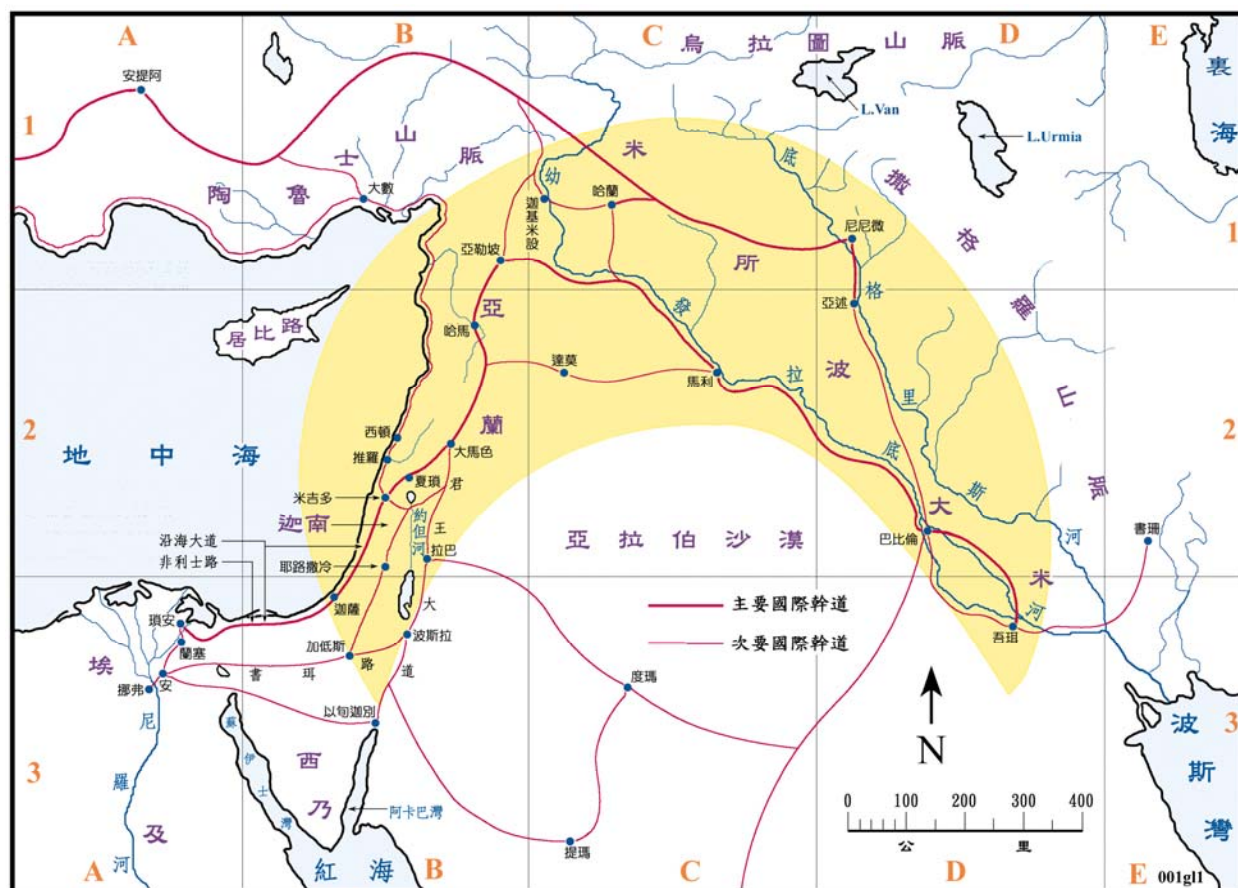 A
B
C
D
E
烏拉圖山脈
裏海
安提阿
L.Van
L.Urmia
1
1
陶魯士山脈
大數
迦基米設
幼發拉底河
哈蘭
米所波大米
底格里斯河
撒格羅山脈
尼尼微
亞勒坡
亞述
居比路
哈馬
亞蘭
達莫
馬利
2
2
地中海
西頓
推羅
大馬色
夏瑣
米吉多
君王大道
迦南
約但河
沿海大道
非利士路
拉巴
耶路撒冷
亞拉伯沙漠
巴比倫
書珊
迦薩
瑣安
蘭塞
加低斯
波斯拉
主要國際幹道
次要國際幹道
吾珥
埃及
安
書珥路
挪弗
度瑪
以旬迦別
尼羅河
蘇伊士灣
西乃
阿卡巴灣
紅海
提瑪
N
0 100 200 300 400
公里
波斯灣
3
3
A
B
C
D
E
001gl1